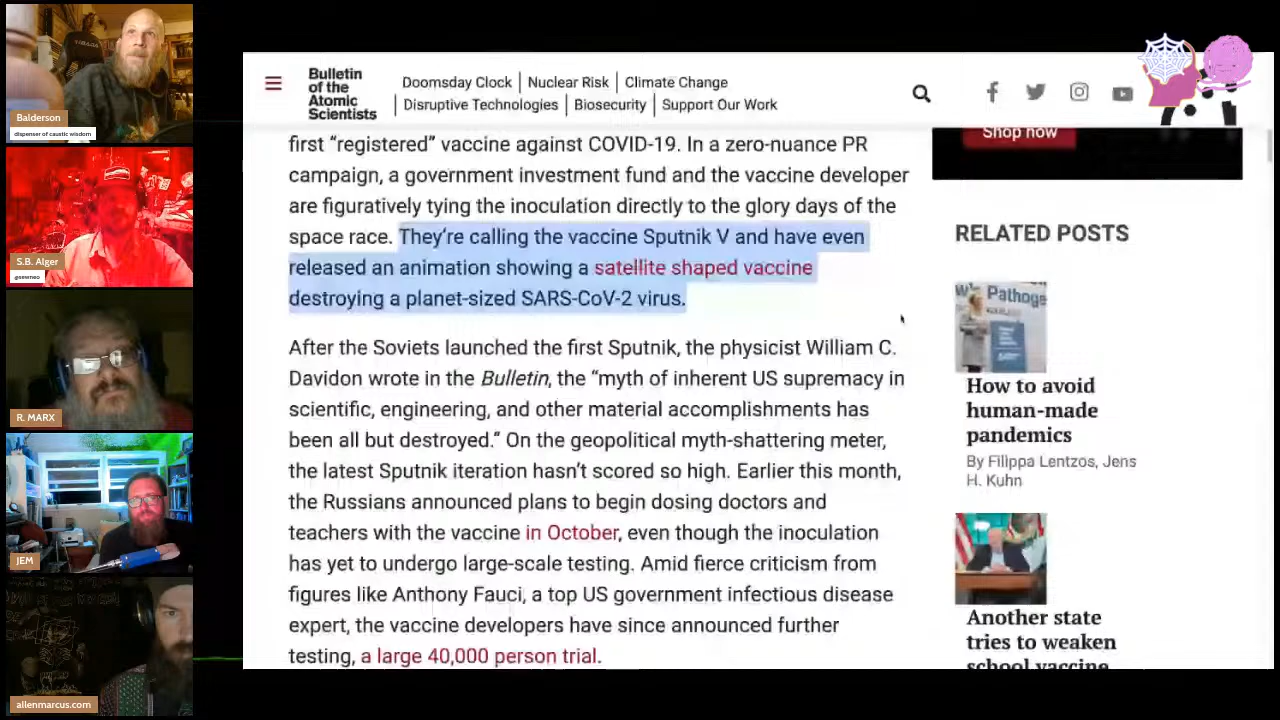 Balderson
dispenser of caustic wisdom
S.B. Alger
@newneo
R. MARX
JEM
allenmarcus.com
Bulletin
of the
Atomic
Scientists
Doomsday Clock
Nuclear Risk
Climate Change
Disruptive Technologies
Biosecurity
Support Our Work
first “registered” vaccine against COVID-19. In a zero-nuance PR
campaign, a government investment fund and the vaccine developer
are figuratively tying the inoculation directly to the glory days of the
space race. They’re calling the vaccine Sputnik V and have even
released an animation showing a satellite shaped vaccine
destroying a planet-sized SARS-CoV-2 virus.
After the Soviets launched the first Sputnik, the physicist William C.
Davidon wrote in the Bulletin, the “myth of inherent US supremacy in
scientific, engineering, and other material accomplishments has
been all but destroyed.” On the geopolitical myth-shattering meter,
the latest Sputnik iteration hasn’t scored so high. Earlier this month,
the Russians announced plans to begin dosing doctors and
teachers with the vaccine in October, even though the inoculation
has yet to undergo large-scale testing. Amid fierce criticism from
figures like Anthony Fauci, a top US government infectious disease
expert, the vaccine developers have since announced further
testing, a large 40,000 person trial.
Shop now
RELATED POSTS
Pathoge
How to avoid
human-made
pandemics
By Filippa Lentzos, Jens
H. Kuhn
Another state
tries to weaken
school vaccine